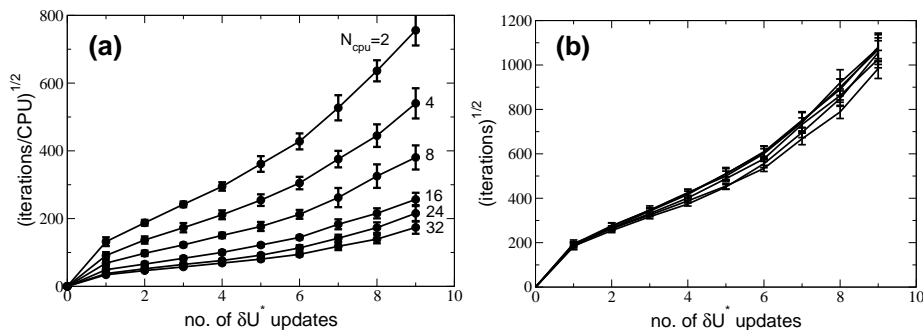 (a)
N_cpu=2
4
8
16
24
32
800
600
400
200
0
(iterations/CPU)^1/2
0 2 4 6 8 10
no. of δU* updates
(b)
1200
1000
800
600
400
200
0
(iterations)^1/2
0 2 4 6 8 10
no. of δU* updates